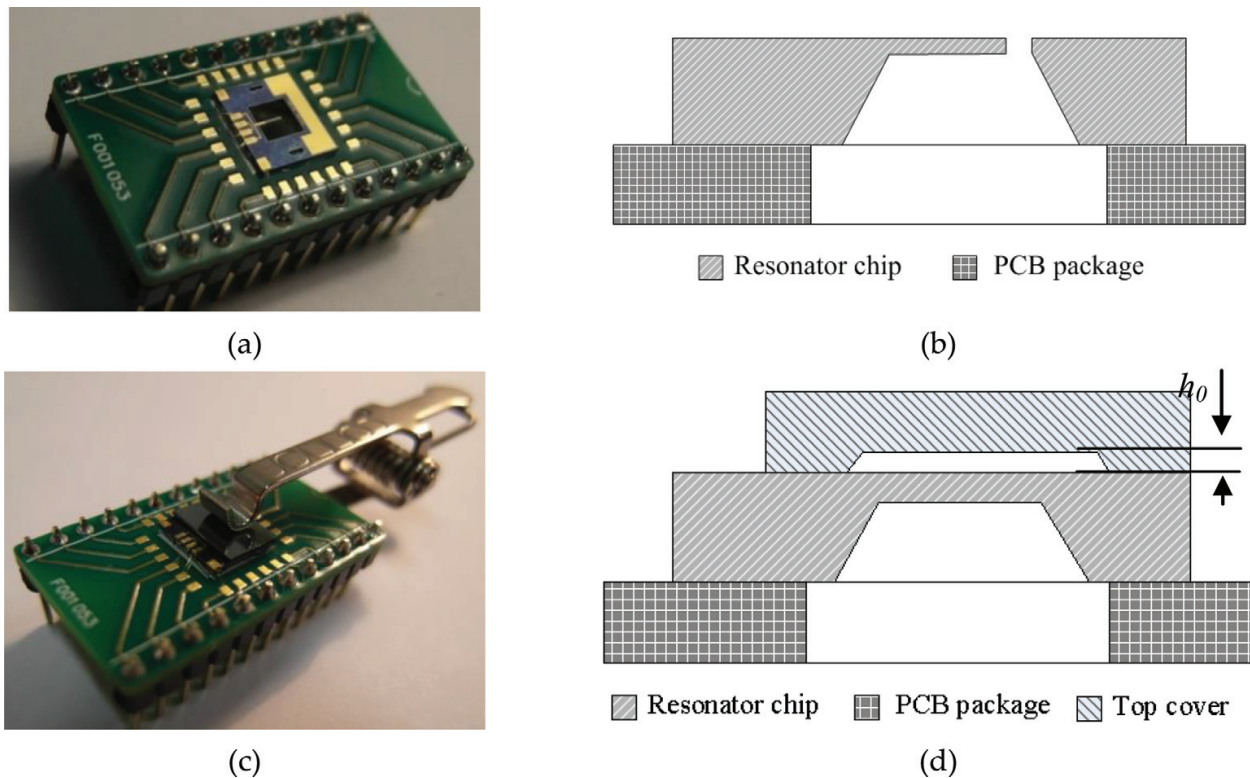 F001053
Resonator chip PCB package
(a) (b)
h0
F001053
Resonator chip PCB package Top cover
(c) (d)